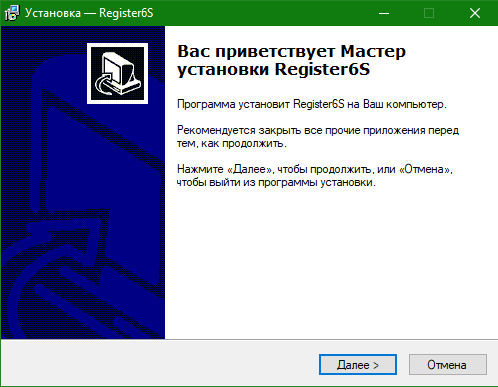 Установка — Register6S
Вас приветствует Мастер
установки Register6S
Программа установит Register6S на Ваш компьютер.
Рекомендуется закрыть все прочие приложения перед
тем, как продолжить.
Нажмите «Далее», чтобы продолжить, или «Отмена»,
чтобы выйти из программы установки.
Далее >
Отмена